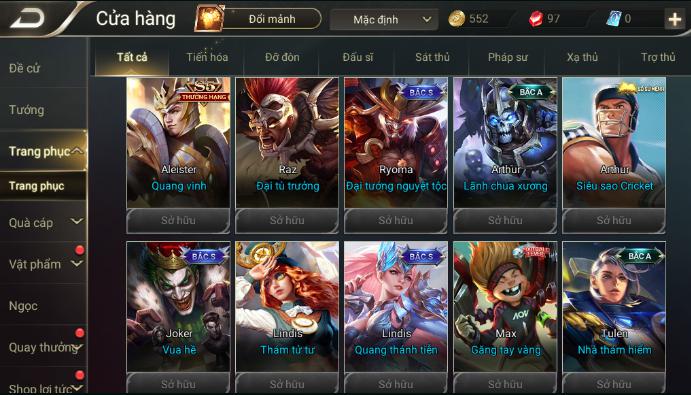 Cửa hàng
Đổi mảnh
Mặc định
552
97
0
Đề cử
Tướng
Trang phục
Trang phục
Quà cáp
Vật phẩm
Ngọc
Quay thưởng
Shop lợi tức
Tất cả
Tiến hóa
Đỡ đòn
Đấu sĩ
Sát thủ
Pháp sư
Xạ thủ
Trợ thủ
S5
THƯỢNG HẠNG
Aleister
Quang vinh
Sở hữu
Raz
Đại tù trưởng
Sở hữu
BẬC S
Ryoma
Đại tướng nguyệt tộc
Sở hữu
BẬC A
Arthur
Lãnh chúa xương
Sở hữu
SỔ SỨ MỆNH
Arthur
Siêu sao Cricket
Sở hữu
BẬC S
Joker
Vua hề
Sở hữu
Lindis
Thám tử tư
Sở hữu
BẬC S
Lindis
Quang thánh tiễn
Sở hữu
Max
Găng tay vàng
Sở hữu
BẬC A
Tulen
Nhà thám hiểm
Sở hữu